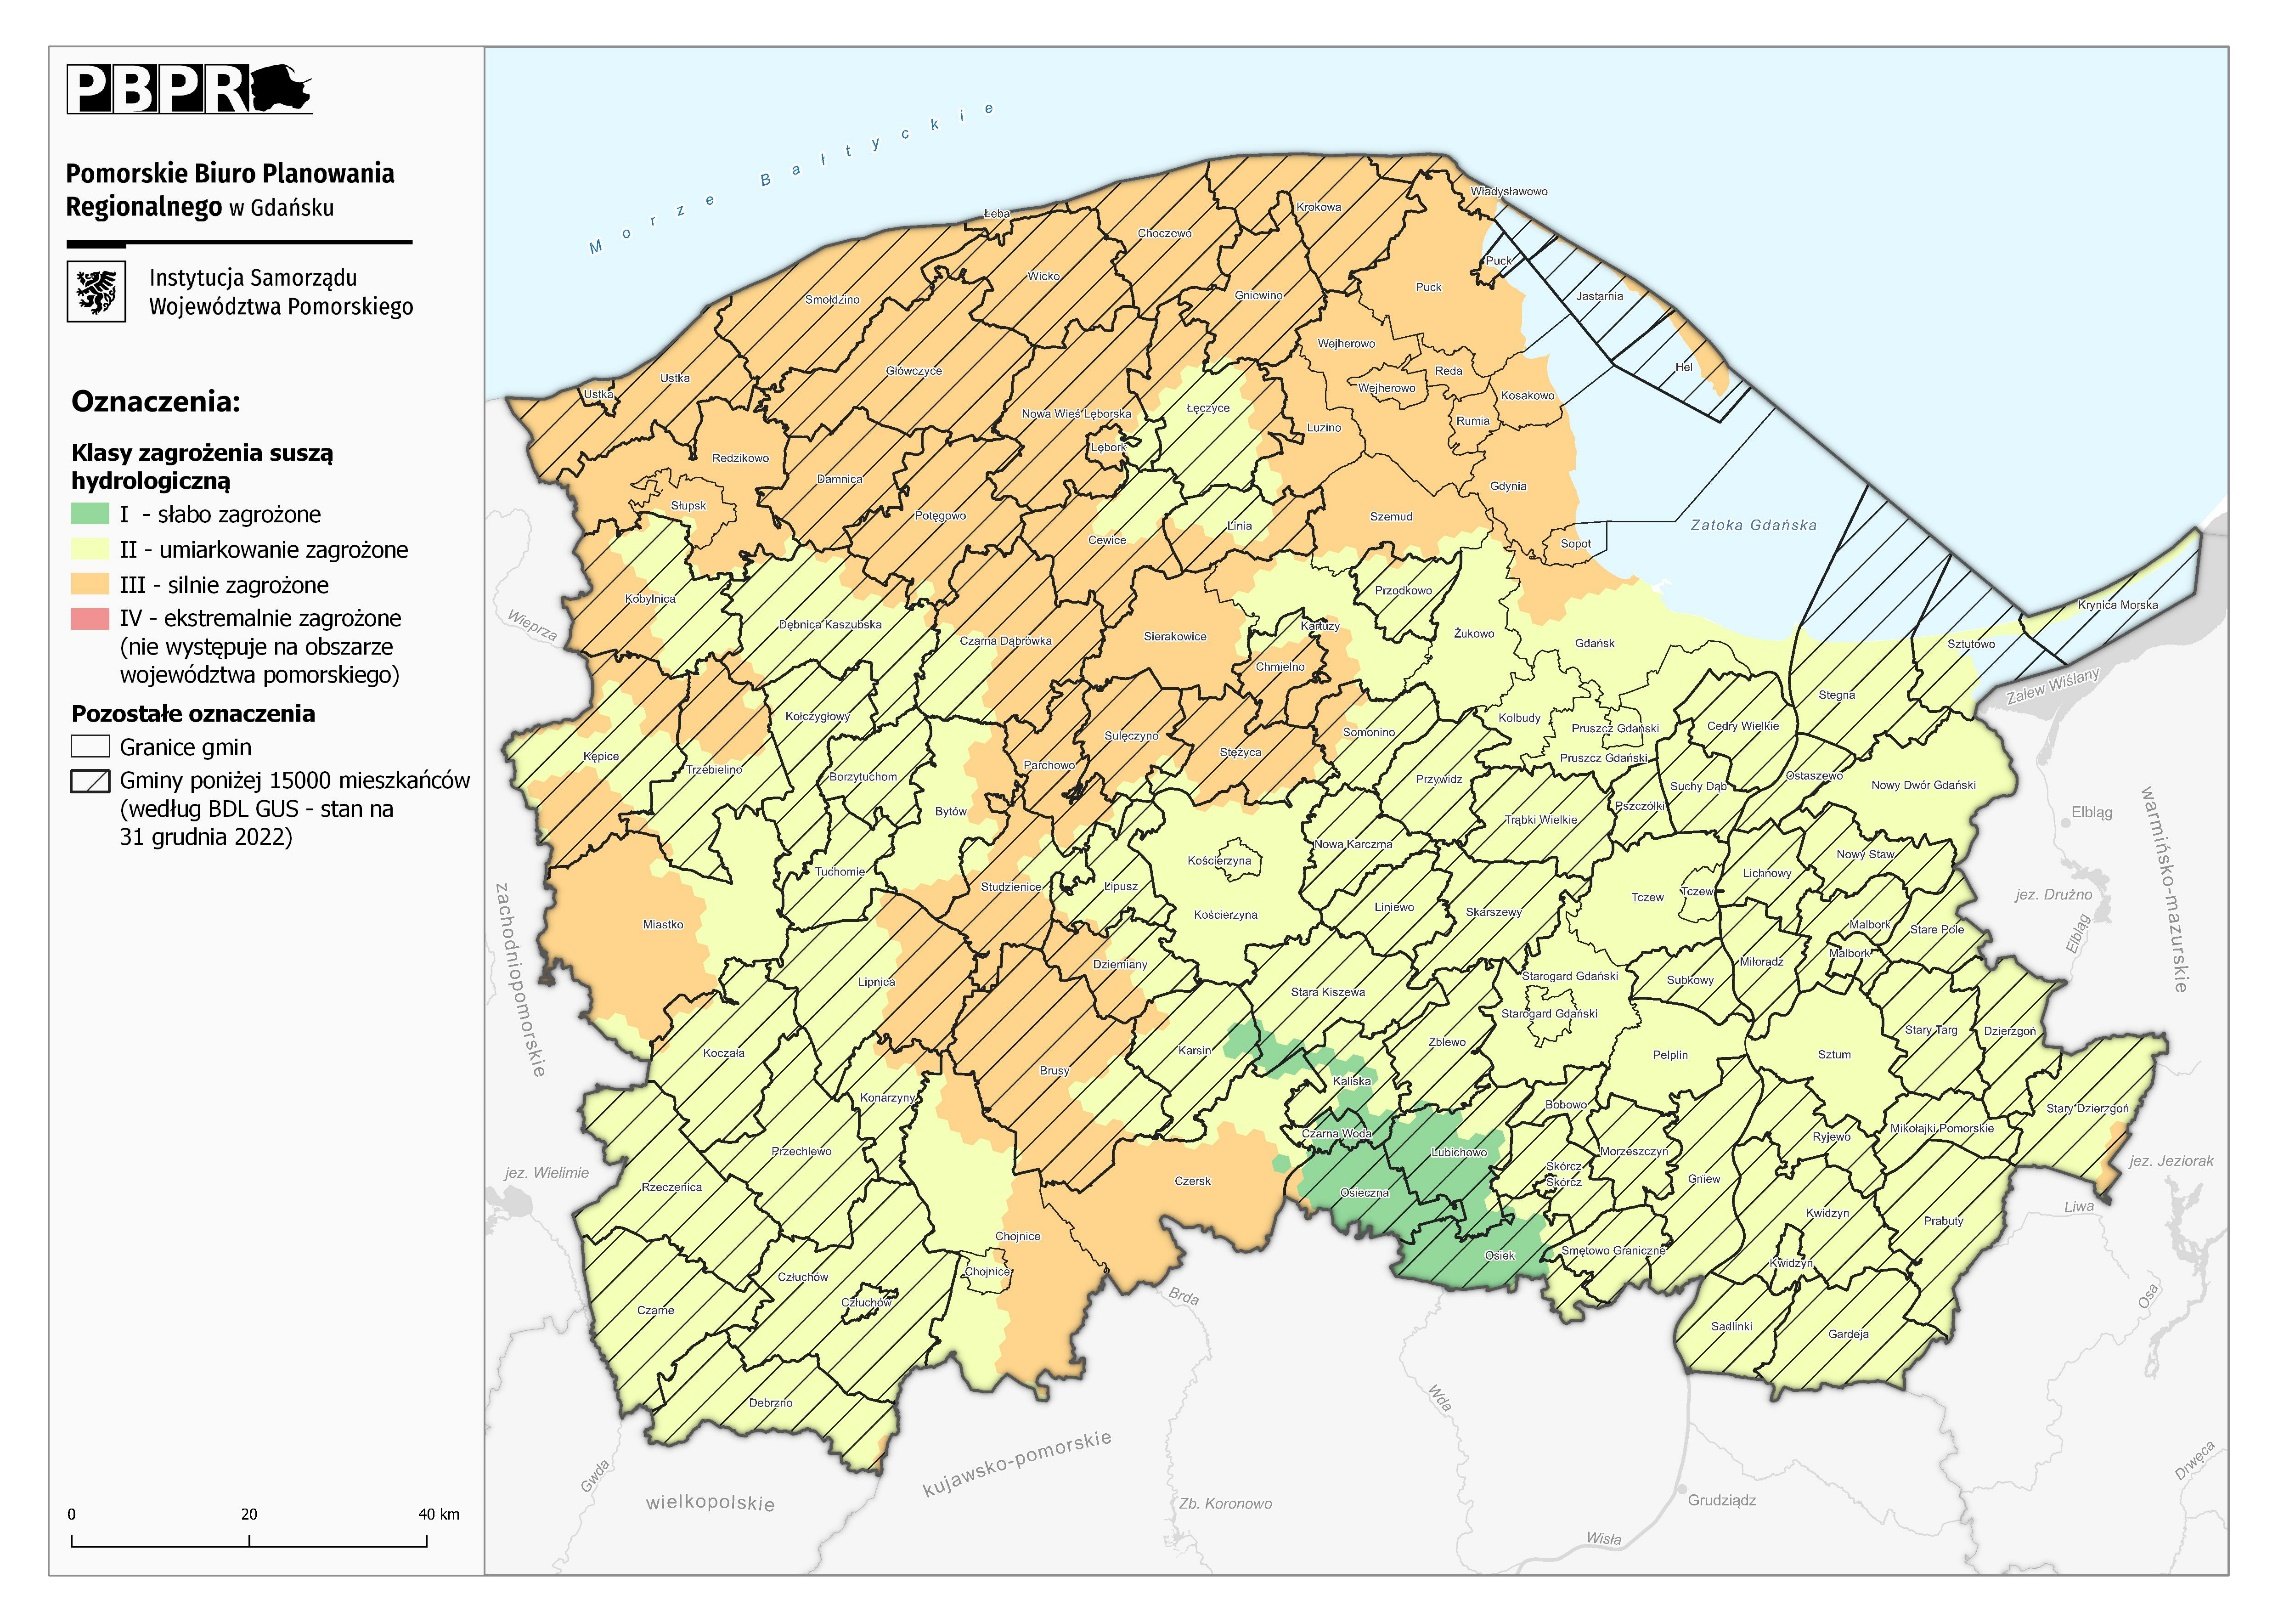 PBPR
Pomorskie Biuro Planowania
Regionalnego w Gdańsku
Instytucja Samorządu
Województwa Pomorskiego
Oznaczenia:
Klasy zagrożenia suszą
hydrologiczną
I - słabo zagrożone
II - umiarkowanie zagrożone
III - silnie zagrożone
IV - ekstremalnie zagrożone
(nie występuje na obszarze
województwa pomorskiego)
Pozostałe oznaczenia
Granice gmin
Gminy poniżej 15000 mieszkańców
(według BDL GUS - stan na
31 grudnia 2022)
0 20 40 km
Morze Bałtyckie
Władysławowo
Łeba
Krokowa
Choczewo
Puck
Wicko
Puck
Gniewino
Jastarnia
Smołdzino
Wejherowo
Hel
Główczyce
Reda
Ustka
Wejherowo
Ustka
Kosakowo
Łęczyce
Nowa Wieś Lęborska
Rumia
Luzino
Lębork
Redzikowo
Damnica
Gdynia
Słupsk
Potęgowo
Szemud
Linia
Zatoka Gdańska
Cewice
Sopot
Przodkowo
Kobylnica
Krynica Morska
Wieprza
Dębnica Kaszubska
Kartuzy
Żukowo
Sierakowice
Czarna Dąbrówka
Gdańsk
Sztutowo
Chmielno
Zalew Wiślany
Stegna
Kołczygłowy
Kolbudy
Pruszcz Gdański
Cedry Wielkie
Somonino
Sulęczyno
Stężyca
Kępice
Pruszcz Gdański
Parchowo
Trzebielino
Borzytuchom
Ostaszewo
Przywidz
Suchy Dąb
Nowy Dwór Gdański
Pszczółki
Bytów
Elbląg
Trąbki Wielkie
Nowa Karczma
Nowy Staw
Kościerzyna
Tuchomie
Lichnowy
Studzienice
Lipusz
Tczew
Tczew
jez. Drużno
Liniewo
Skarszewy
Kościerzyna
Miastko
Malbork
Stare Pole
Elbląg
Malbork
Miłoradz
Dziemiany
Starogard Gdański
Subkowy
Lipnica
Stara Kiszewa
Starogard Gdański
Stary Targ
Dzierzgoń
Zblewo
Koczała
Karsin
Pelplin
Sztum
Brusy
Kaliska
Konarzyny
Bobowo
Stary Dzierzgoń
Mikołajki Pomorskie
Czarna Woda
Ryjewo
Przechlewo
Lubichowo
Morzeszczyn
jez. Jeziorak
Skórcz
Skórcz
jez. Wielimie
Czersk
Gniew
Rzeczenica
Osieczna
Liwa
Kwidzyn
Prabuty
Chojnice
Smętowo Graniczne
Osiek
Kwidzyn
Chojnice
Człuchów
Brda
Osa
Człuchów
Czarne
Sadlinki
Gardeja
Debrzno
Wda
Gwda
Drwęca
wielkopolskie
kujawsko-pomorskie
Zb. Koronowo
Grudziądz
Wisła
zachodniopomorskie
warmińsko-mazurskie